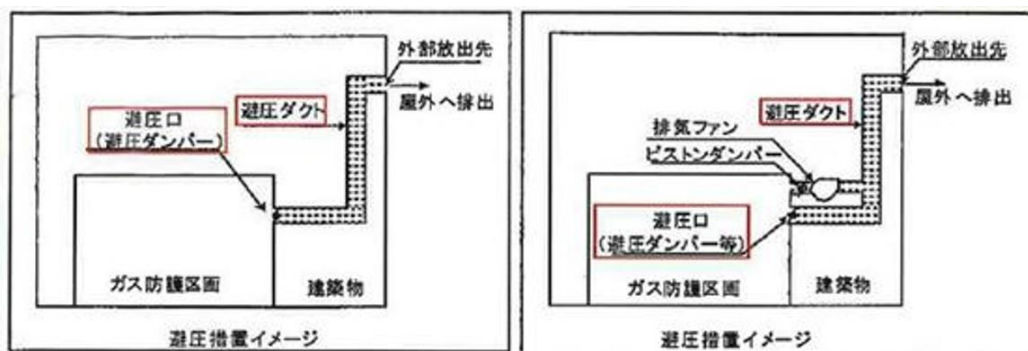 外部放出先
避圧ダクト
屋外へ排出
避圧口
(避圧ダンパー)
ガス防護区画
建築物
避圧措置イメージ
外部放出先
避圧ダクト
屋外へ排出
排気ファン
ピストンダンパー
避圧口
(避圧ダンパー等)
ガス防護区画
建築物
避圧措置イメージ